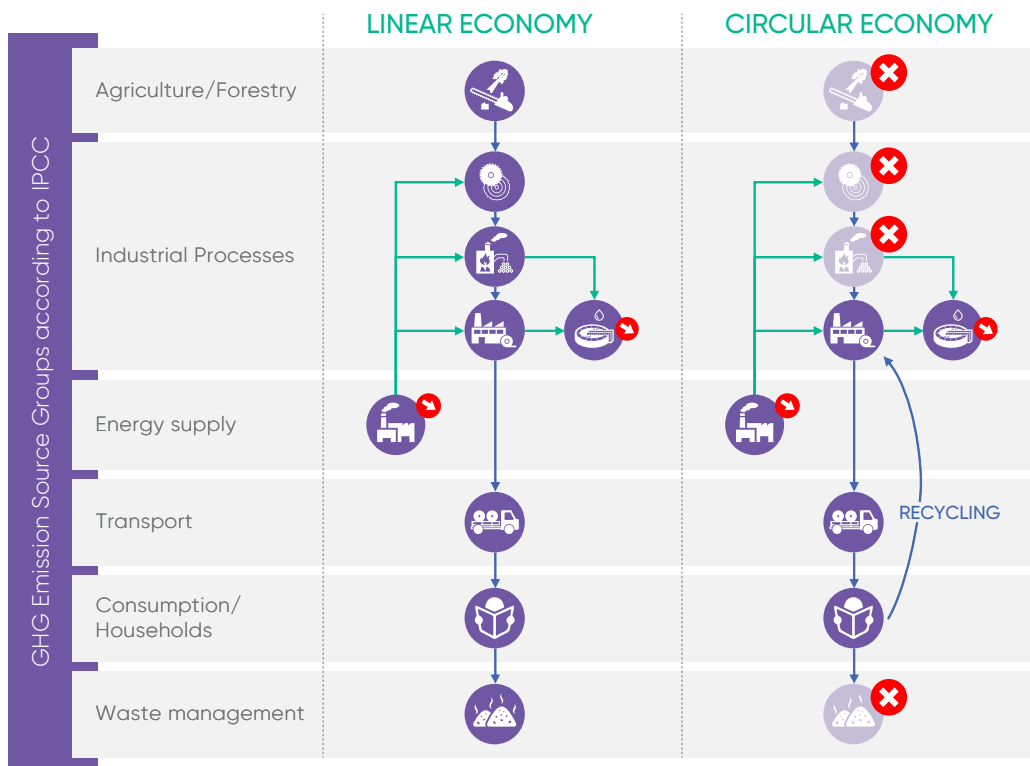 LINEAR ECONOMY
CIRCULAR ECONOMY
GHG Emission Source Groups according to IPCC
Agriculture/Forestry
Industrial Processes
Energy supply
Transport
RECYCLING
Consumption/
Households
Waste management